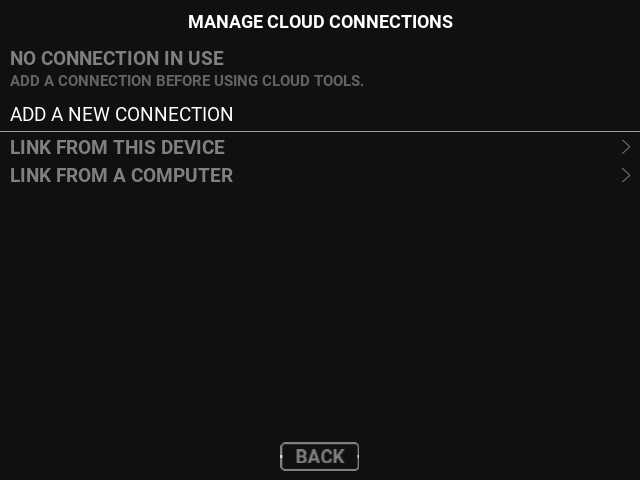 MANAGE CLOUD CONNECTIONS
NO CONNECTION IN USE
ADD A CONNECTION BEFORE USING CLOUD TOOLS.
ADD A NEW CONNECTION
LINK FROM THIS DEVICE
LINK FROM A COMPUTER
BACK